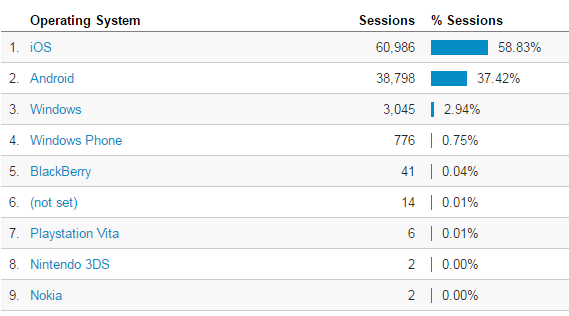 Operating System Sessions % Sessions
1. iOS 60,986 58.83%
2. Android 38,798 37.42%
3. Windows 3,045 2.94%
4. Windows Phone 776 0.75%
5. BlackBerry 41 0.04%
6. (not set) 14 0.01%
7. Playstation Vita 6 0.01%
8. Nintendo 3DS 2 0.00%
9. Nokia 2 0.00%